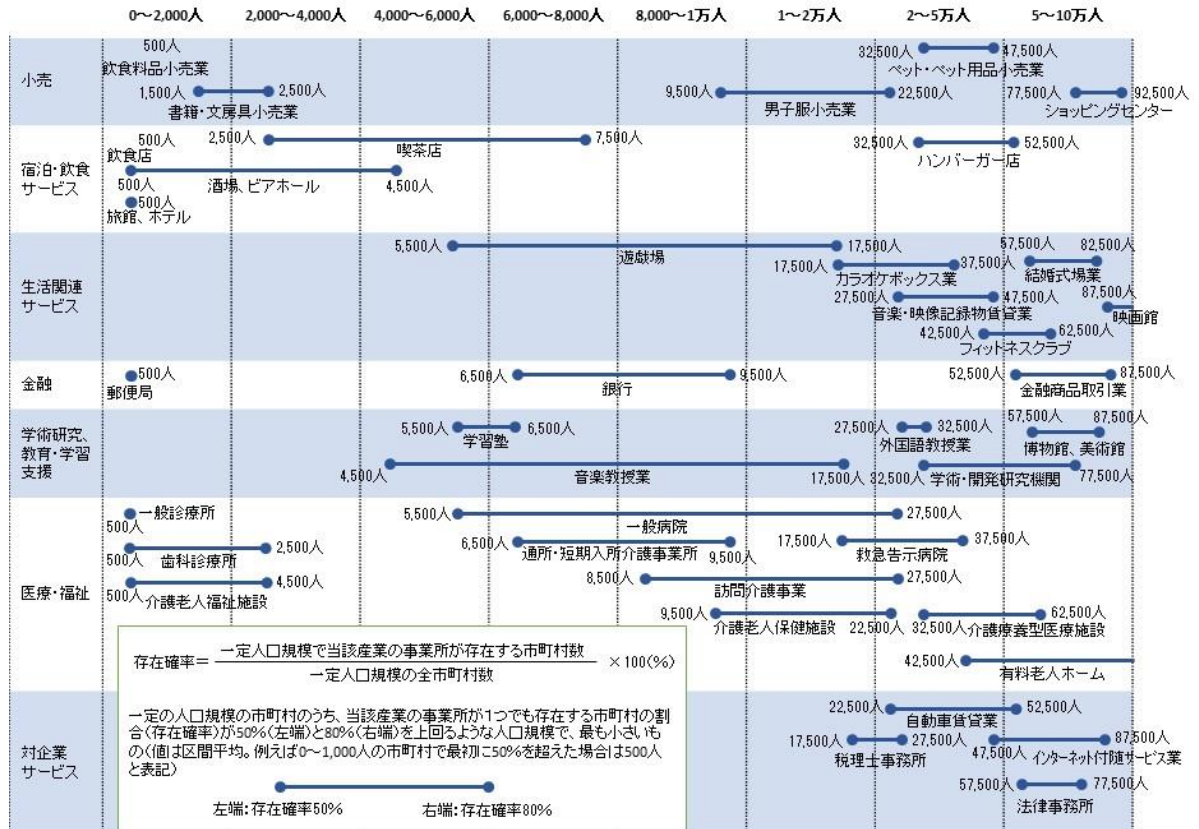 0～2,000人 2,000～4,000人 4,000～6,000人 6,000～8,000人 8,000～1万人 1～2万人 2～5万人 5～10万人
小売
500人
飲食料品小売業
1,500人 2,500人
書籍・文房具小売業
9,500人 22,500人
男子服小売業
32,500人 47,500人
ペット・ペット用品小売業
77,500人 92,500人
ショッピングセンター
宿泊・飲食
サービス
500人
飲食店
2,500人 7,500人
喫茶店
500人 4,500人
酒場、ビアホール
500人
旅館、ホテル
32,500人 52,500人
ハンバーガー店
生活関連
サービス
5,500人 17,500人
遊戯場
17,500人 37,500人
カラオケボックス業
57,500人 82,500人
結婚式場業
27,500人 47,500人
音楽・映像記録物賃貸業
87,500人
映画館
42,500人 62,500人
フィットネスクラブ
金融
500人
郵便局
6,500人 9,500人
銀行
52,500人 87,500人
金融商品取引業
学術研究、
教育・学習
支援
5,500人 6,500人
学習塾
27,500人 32,500人
外国語教授業
57,500人 87,500人
博物館、美術館
4,500人 17,500人
音楽教授業
32,500人 77,500人
学術・開発研究機関
医療・福祉
一般診療所
500人
500人 2,500人
歯科診療所
500人 4,500人
介護老人福祉施設
5,500人 27,500人
一般病院
6,500人 9,500人
通所・短期入所介護事業所
17,500人 37,500人
救急告示病院
8,500人 27,500人
訪問介護事業
9,500人 22,500人
介護老人保健施設
32,500人 62,500人
介護療養型医療施設
42,500人
有料老人ホーム
対企業
サービス
22,500人 52,500人
自動車賃貸業
17,500人 27,500人
税理士事務所
47,500人 87,500人
インターネット付随サービス業
57,500人 77,500人
法律事務所
存在確率＝ 一定人口規模で当該産業の事業所が存在する市町村数 ×100(％)
一定人口規模の全市町村数
一定の人口規模の市町村のうち、当該産業の事業所が1つでも存在する市町村の割
合(存在確率)が50%(左端)と80%(右端)を上回るような人口規模で、最も小さいも
の(値は区間平均。例えば0～1,000人の市町村で最初に50%を超えた場合は500人
と表記)
左端：存在確率50% 右端：存在確率80%